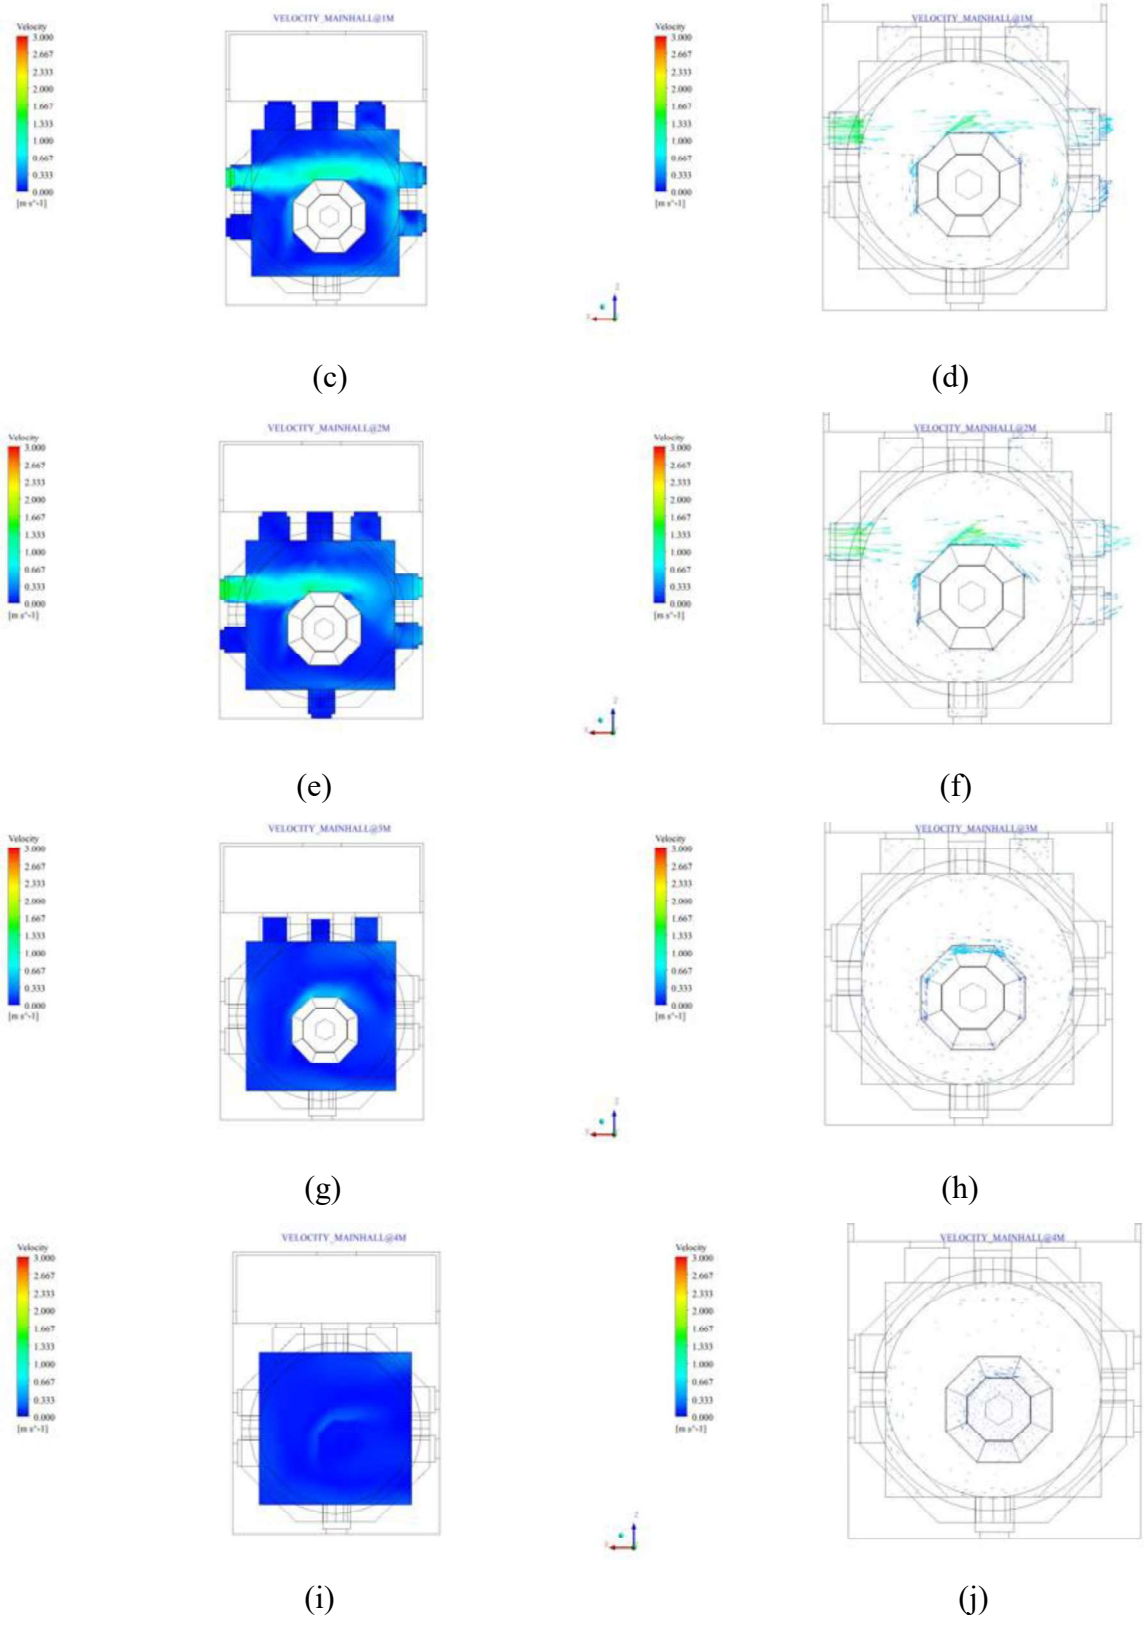 VELOCITY_MAINHALL@1M
Velocity
3.000
2.667
2.333
2.000
1.667
1.333
1.000
0.667
0.333
0.000
[m s^-1]
VELOCITY_MAINHALL@1M
Velocity
3.000
2.667
2.333
2.000
1.667
1.333
1.000
0.667
0.333
0.000
[m s^-1]
Z
X
(c)
(d)
VELOCITY_MAINHALL@2M
Velocity
3.000
2.667
2.333
2.000
1.667
1.333
1.000
0.667
0.333
0.000
[m s^-1]
VELOCITY_MAINHALL@2M
Velocity
3.000
2.667
2.333
2.000
1.667
1.333
1.000
0.667
0.333
0.000
[m s^-1]
Z
X
(e)
(f)
VELOCITY_MAINHALL@3M
Velocity
3.000
2.667
2.333
2.000
1.667
1.333
1.000
0.667
0.333
0.000
[m s^-1]
VELOCITY_MAINHALL@3M
Velocity
3.000
2.667
2.333
2.000
1.667
1.333
1.000
0.667
0.333
0.000
[m s^-1]
Z
X
(g)
(h)
VELOCITY_MAINHALL@4M
Velocity
3.000
2.667
2.333
2.000
1.667
1.333
1.000
0.667
0.333
0.000
[m s^-1]
VELOCITY_MAINHALL@4M
Velocity
3.000
2.667
2.333
2.000
1.667
1.333
1.000
0.667
0.333
0.000
[m s^-1]
Z
X
(i)
(j)